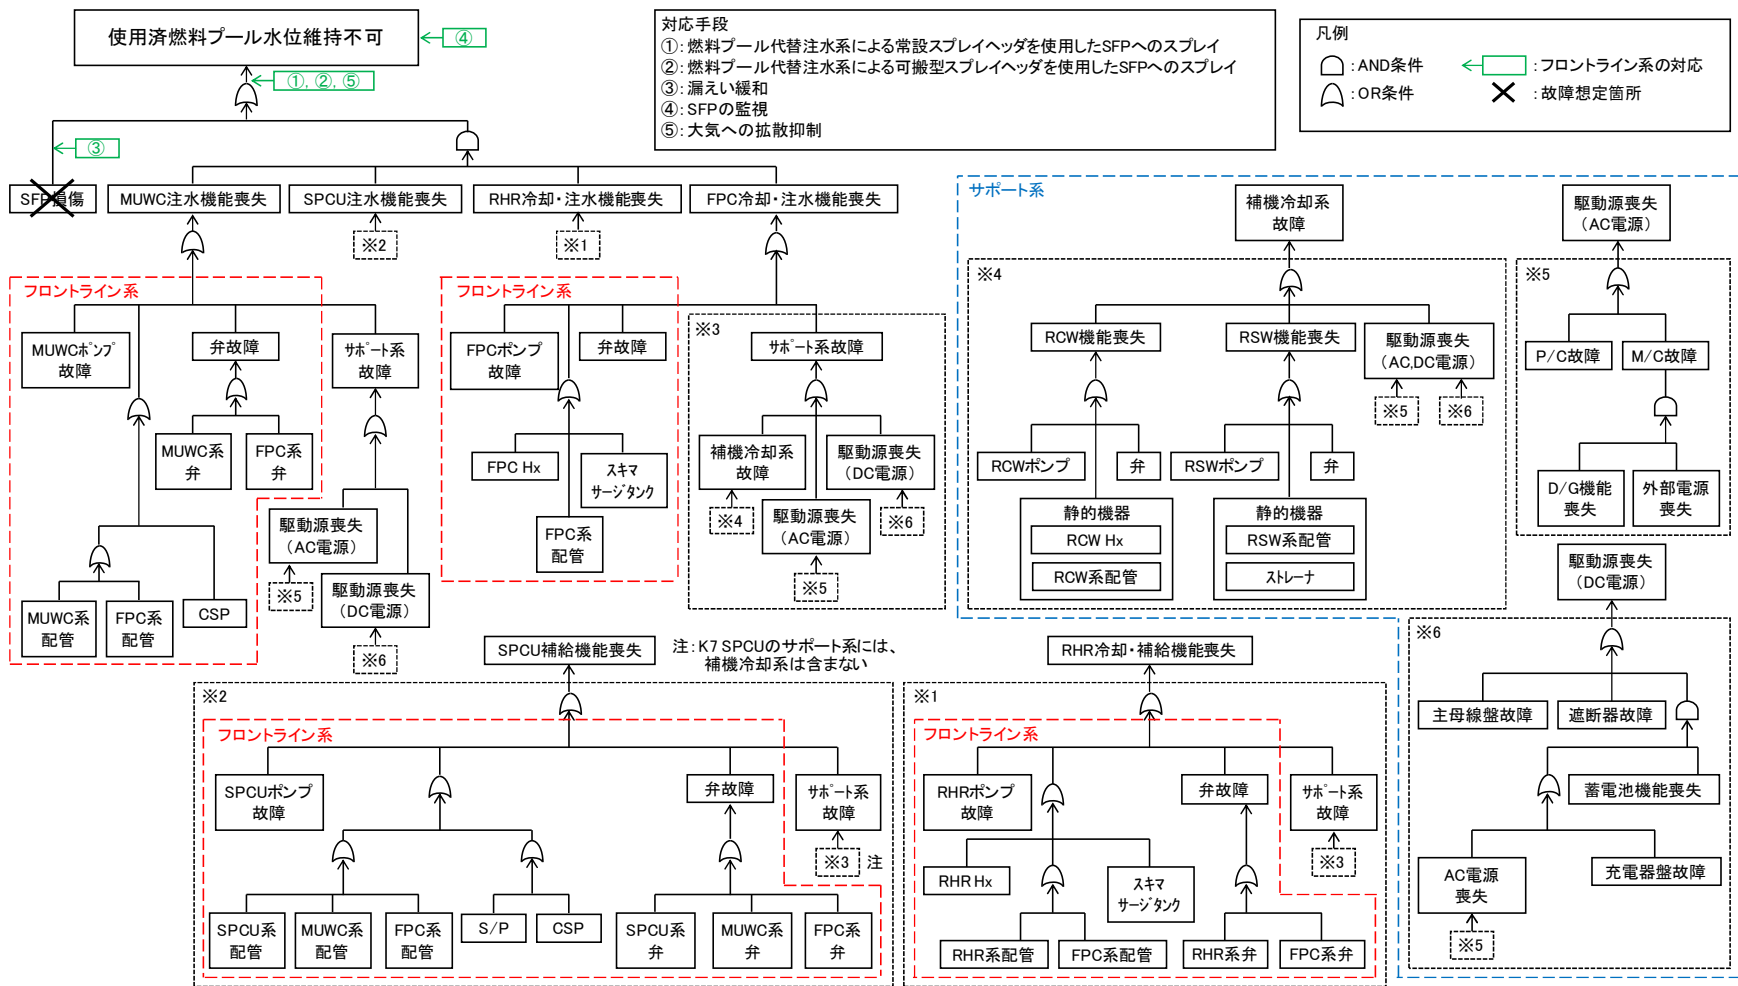 使用済燃料プール水位維持不可
④
①, ②, ⑤
対応手段
①: 燃料プール代替注水系による常設スプレイヘッダを使用したSFPへのスプレイ
②: 燃料プール代替注水系による可搬型スプレイヘッダを使用したSFPへのスプレイ
③: 漏えい緩和
④: SFPの監視
⑤: 大気への拡散抑制
凡例
: AND条件
: フロントライン系の対応
: OR条件
: 故障想定箇所
③
SFP損傷
MUWC注水機能喪失
SPCU注水機能喪失
RHR冷却・注水機能喪失
FPC冷却・注水機能喪失
※2
※1
フロントライン系
MUWCポンプ
故障
弁故障
サポート系
故障
MUWC系
弁
FPC系
弁
駆動源喪失
(AC電源)
※5
駆動源喪失
(DC電源)
※6
MUWC系
配管
FPC系
配管
CSP
フロントライン系
FPCポンプ
故障
弁故障
FPC Hx
スキマ
サージタンク
FPC系
配管
※3
サポート系故障
補機冷却系
故障
駆動源喪失
(DC電源)
※4
※6
駆動源喪失
(AC電源)
※5
サポート系
補機冷却系
故障
※4
RCW機能喪失
RSW機能喪失
駆動源喪失
(AC,DC電源)
※5
※6
RCWポンプ
弁
RSWポンプ
弁
静的機器
RCW Hx
RCW系配管
静的機器
RSW系配管
ストレーナ
駆動源喪失
(AC電源)
※5
P/C故障
M/C故障
D/G機能
喪失
外部電源
喪失
駆動源喪失
(DC電源)
※6
主母線盤故障
遮断器故障
蓄電池機能喪失
AC電源
喪失
充電器盤故障
※5
SPCU補給機能喪失
注: K7 SPCUのサポート系には、
補機冷却系は含まない
※2
フロントライン系
SPCUポンプ
故障
弁故障
サポート系
故障
※3
注
SPCU系
配管
MUWC系
配管
FPC系
配管
S/P
CSP
SPCU系
弁
MUWC系
弁
FPC系
弁
RHR冷却・補給機能喪失
※1
フロントライン系
RHRポンプ
故障
弁故障
サポート系
故障
※3
RHR Hx
スキマ
サージタンク
RHR系配管
FPC系配管
RHR系弁
FPC系弁